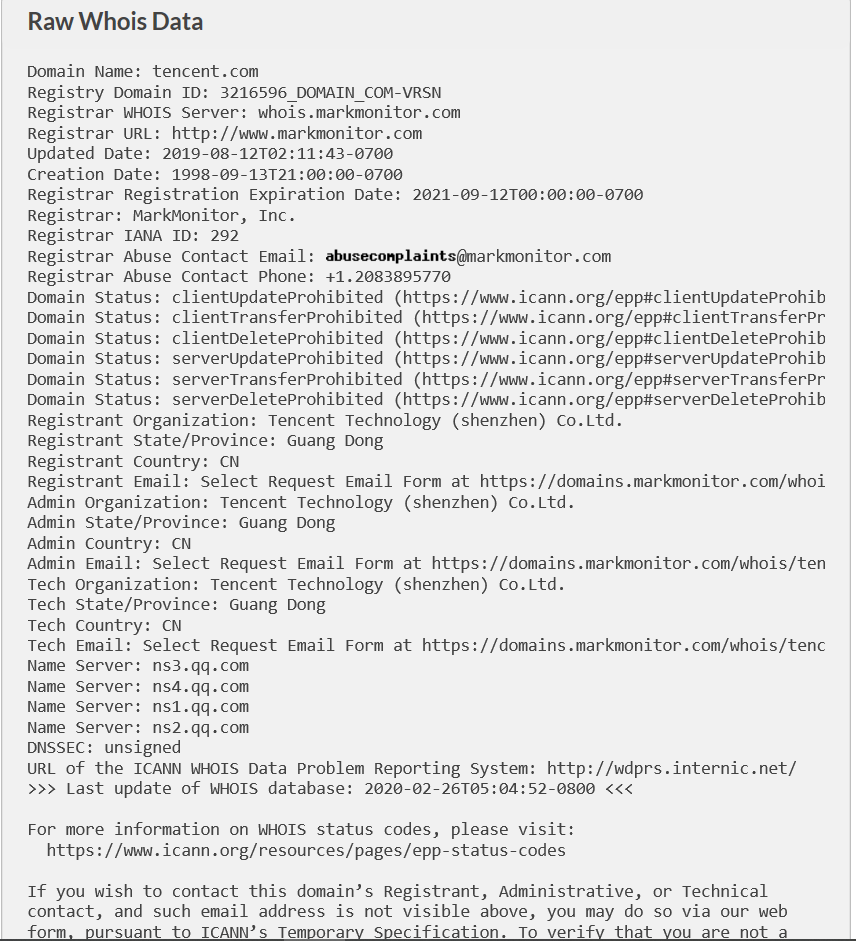 Raw Whois Data
Domain Name: tencent.com
Registry Domain ID: 3216596_DOMAIN_COM-VRSN
Registrar WHOIS Server: whois.markmonitor.com
Registrar URL: http://www.markmonitor.com
Updated Date: 2019-08-12T02:11:43-0700
Creation Date: 1998-09-13T21:00:00-0700
Registrar Registration Expiration Date: 2021-09-12T00:00:00-0700
Registrar: MarkMonitor, Inc.
Registrar IANA ID: 292
Registrar Abuse Contact Email: abusecomplaints@markmonitor.com
Registrar Abuse Contact Phone: +1.2083895770
Domain Status: clientUpdateProhibited (https://www.icann.org/epp#clientUpdateProhib
Domain Status: clientTransferProhibited (https://www.icann.org/epp#clientTransferPr
Domain Status: clientDeleteProhibited (https://www.icann.org/epp#clientDeleteProhib
Domain Status: serverUpdateProhibited (https://www.icann.org/epp#serverUpdateProhib
Domain Status: serverTransferProhibited (https://www.icann.org/epp#serverTransferPr
Domain Status: serverDeleteProhibited (https://www.icann.org/epp#serverDeleteProhib
Registrant Organization: Tencent Technology (shenzhen) Co.Ltd.
Registrant State/Province: Guang Dong
Registrant Country: CN
Registrant Email: Select Request Email Form at https://domains.markmonitor.com/whoi
Admin Organization: Tencent Technology (shenzhen) Co.Ltd.
Admin State/Province: Guang Dong
Admin Country: CN
Admin Email: Select Request Email Form at https://domains.markmonitor.com/whois/ten
Tech Organization: Tencent Technology (shenzhen) Co.Ltd.
Tech State/Province: Guang Dong
Tech Country: CN
Tech Email: Select Request Email Form at https://domains.markmonitor.com/whois/tenc
Name Server: ns3.qq.com
Name Server: ns4.qq.com
Name Server: ns1.qq.com
Name Server: ns2.qq.com
DNSSEC: unsigned
URL of the ICANN WHOIS Data Problem Reporting System: http://wdprs.internic.net/
>>> Last update of WHOIS database: 2020-02-26T05:04:52-0800 <<<
For more information on WHOIS status codes, please visit:
https://www.icann.org/resources/pages/epp-status-codes
If you wish to contact this domain’s Registrant, Administrative, or Technical
contact, and such email address is not visible above, you may do so via our web
form, pursuant to ICANN’s Temporary Specification. To verify that you are not a